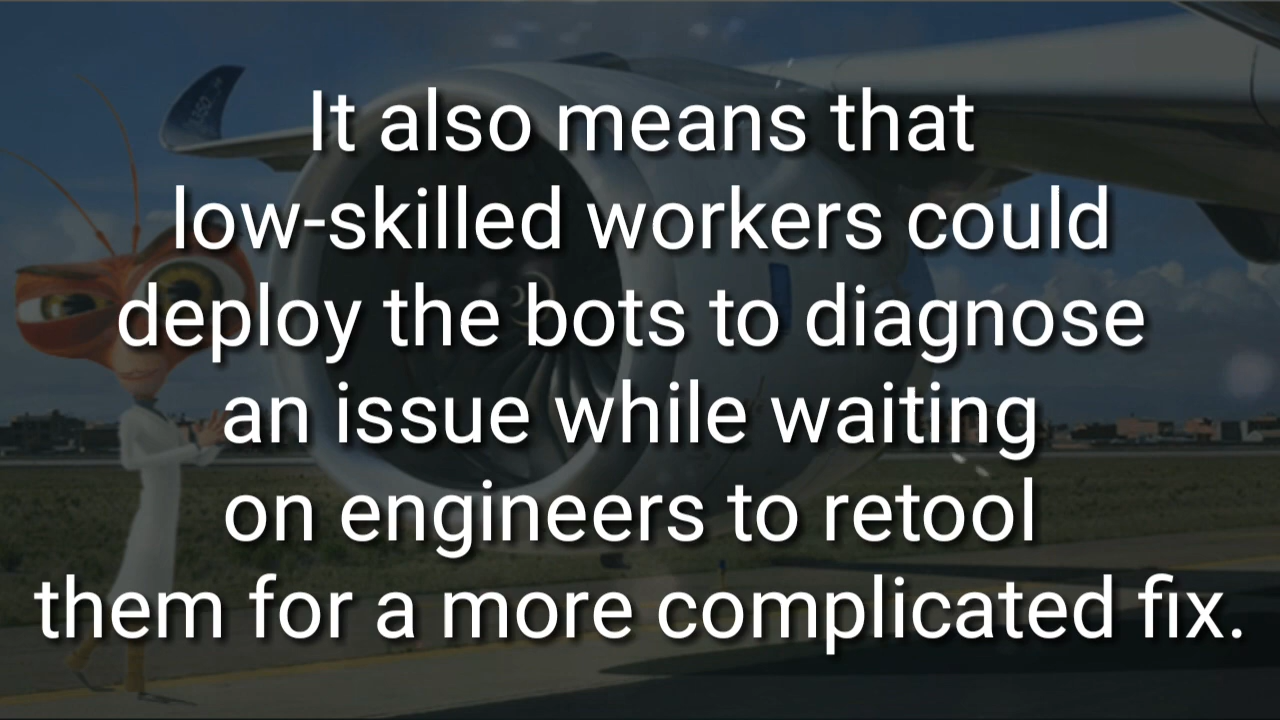 It also means that
low-skilled workers could
deploy the bots to diagnose
an issue while waiting
on engineers to retool
them for a more complicated fix.